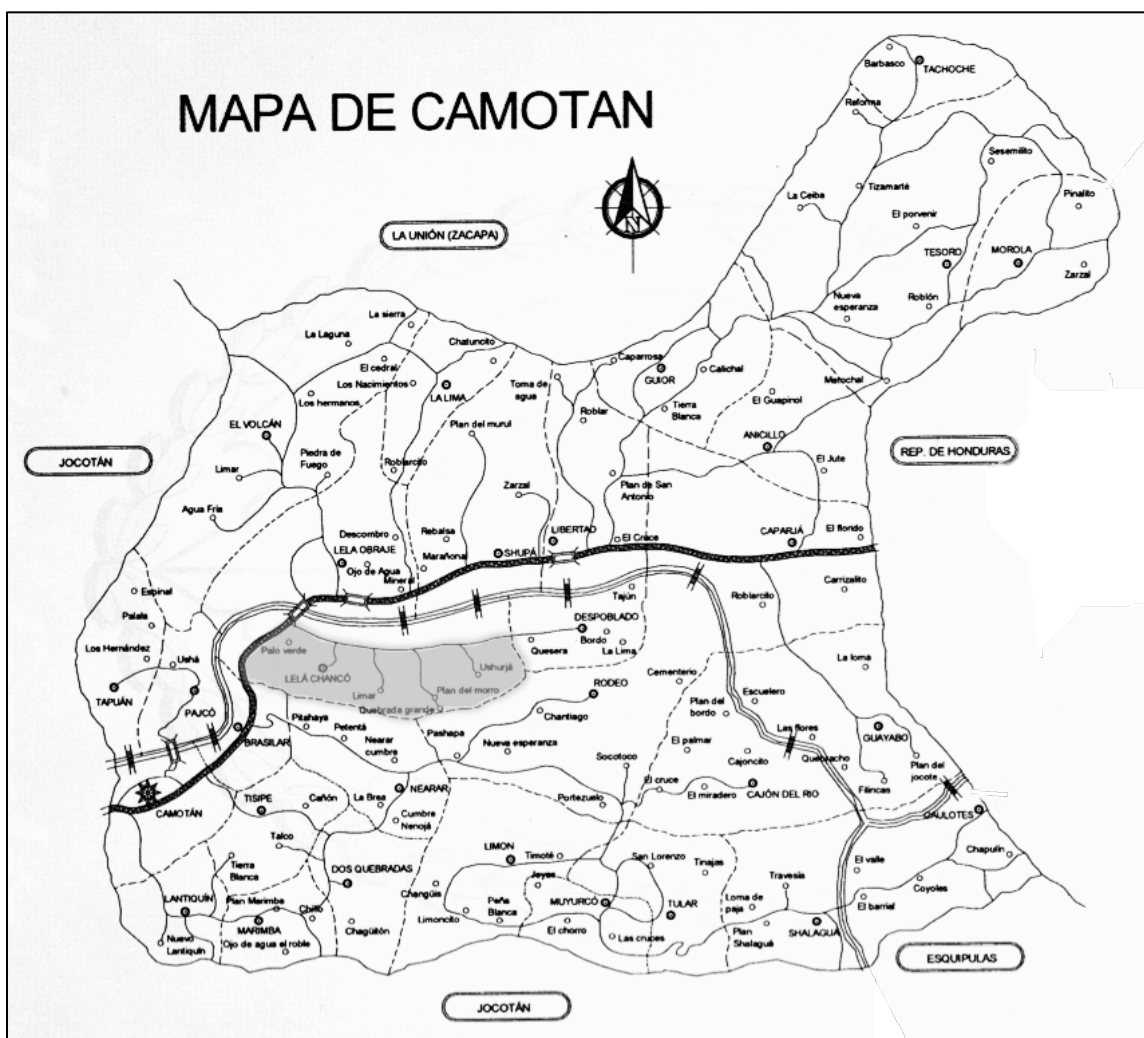 MAPA DE CAMOTAN
Barbasco
TACHOCHE
Reforma
Sesemilito
La Ceiba
Tizamarté
Pinalito
El porvenir
N
LA UNIÓN (ZACAPA)
TESORO
MOROLA
Zarzal
Nueva
esperanza
Roblón
La sierra
La Laguna
Chatuncito
El cedral
Caparrosa
Los Nacimientos
LA LIMA
Toma de
agua
GUIOR
Calichal
Metochal
Los hermanos
Roblar
Tierra
Blanca
El Guapinol
EL VOLCÁN
Plan del murul
ANICILLO
JOCOTÁN
REP. DE HONDURAS
Limar
Piedra de
Fuego
Roblarcito
El Jute
Zarzal
Plan de San
Antonio
Agua Fría
Descombro
Rebalsa
LIBERTAD
El Cruce
CAPARJÁ
El florido
LELA OBRAJE
Marañona
SHUPÁ
Ojo de Agua
Mineral
Espinal
Tajún
Roblarcito
Carrizalito
Palala
DESPOBLADO
Los Hernández
Palo verde
Quesera
Bordo
La Lima
Ushá
LELÁ CHANCÓ
Ushurjá
La loma
Cementerio
TAPUÁN
PAJCÓ
Limar
Plan del morro
RODEO
Escuelero
Quebrada grande
Chantiago
Plan del
bordo
Pitahaya
Las flores
GUAYABO
BRASILAR
Petentá
Pashapa
Nearar
cumbre
Nueva esperanza
El palmar
Cajoncito
Quebracho
Plan del
jocote
Socotoco
El cruce
El miradero
CAJÓN DEL RIO
Filincas
CAMOTÁN
TISIPE
Cañón
La Brea
NEARAR
Portezuelo
QAULOTES
Cumbre
Nenojá
Talco
Tierra
Blanca
DOS QUEBRADAS
LIMON
Timoté
San Lorenzo
Tinajas
El valle
Chapulín
Joyas
Travesía
Coyoles
LANTIQUÍN
Plan Marimba
Changüis
Peña
Blanca
MUYURCÓ
TULAR
Loma de
paja
El barrial
Chillo
Limoncito
MARIMBA
Chagüitón
El chorro
Las cruces
Plan
Shalaguá
SHALAGUA
Nuevo
Lantiquín
Ojo de agua el roble
ESQUIPULAS
JOCOTÁN